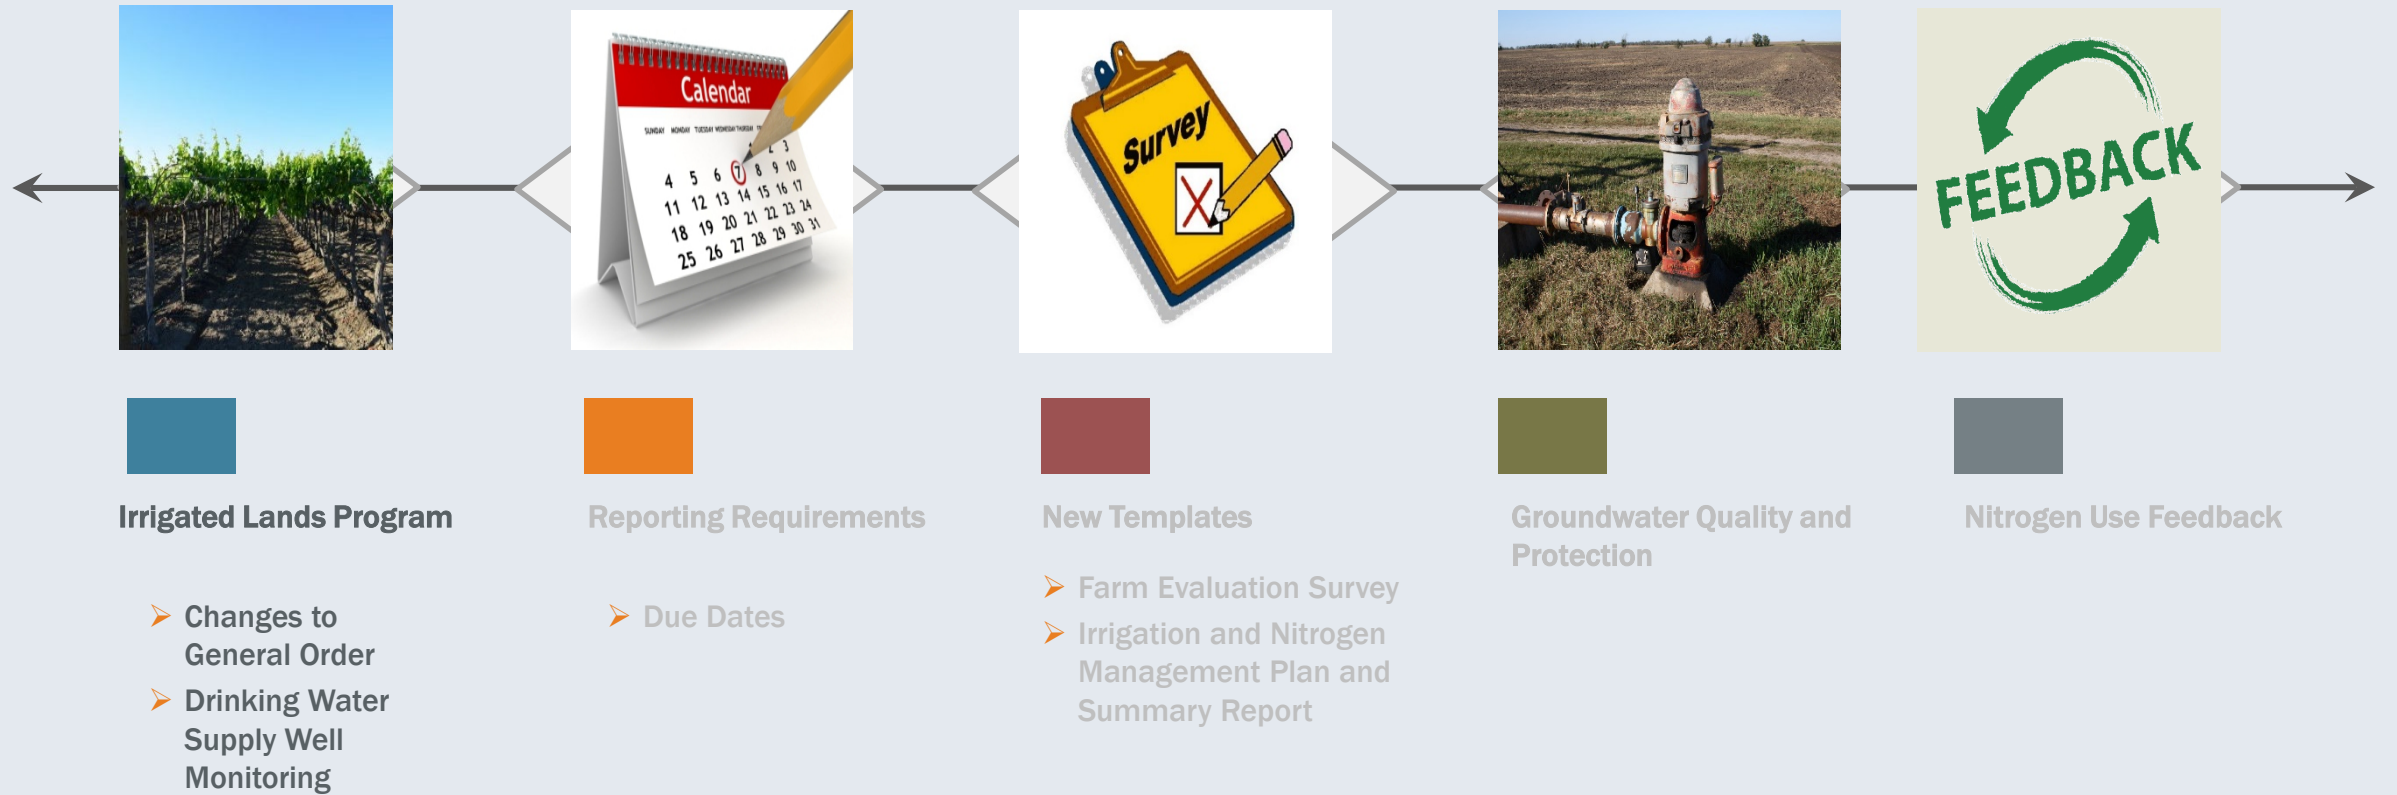 Calendar
SUNDAY MONDAY TUESDAY WEDNESDAY THURSDAY
1 2 3
4 5 6 7 8 9 10
11 12 13 14 15 16 17
18 19 20 21 22 23 24
25 26 27 28 29 30 31
Survey
FEEDBACK
Irrigated Lands Program
Changes to
General Order
Drinking Water
Supply Well
Monitoring
Reporting Requirements
Due Dates
New Templates
Farm Evaluation Survey
Irrigation and Nitrogen
Management Plan and
Summary Report
Groundwater Quality and
Protection
Nitrogen Use Feedback